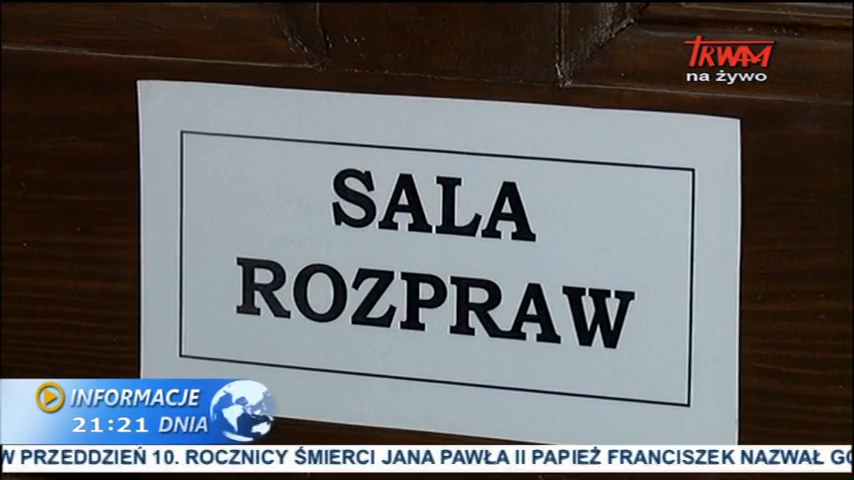 TRWAM
na żywo
SALA
ROZPRAW
INFORMACJE
21:21 DNIA
W PRZEDDZIEŃ 10. ROCZNICY ŚMIERCI JANA PAWŁA II PAPIEŻ FRANCISZEK NAZWAŁ GO